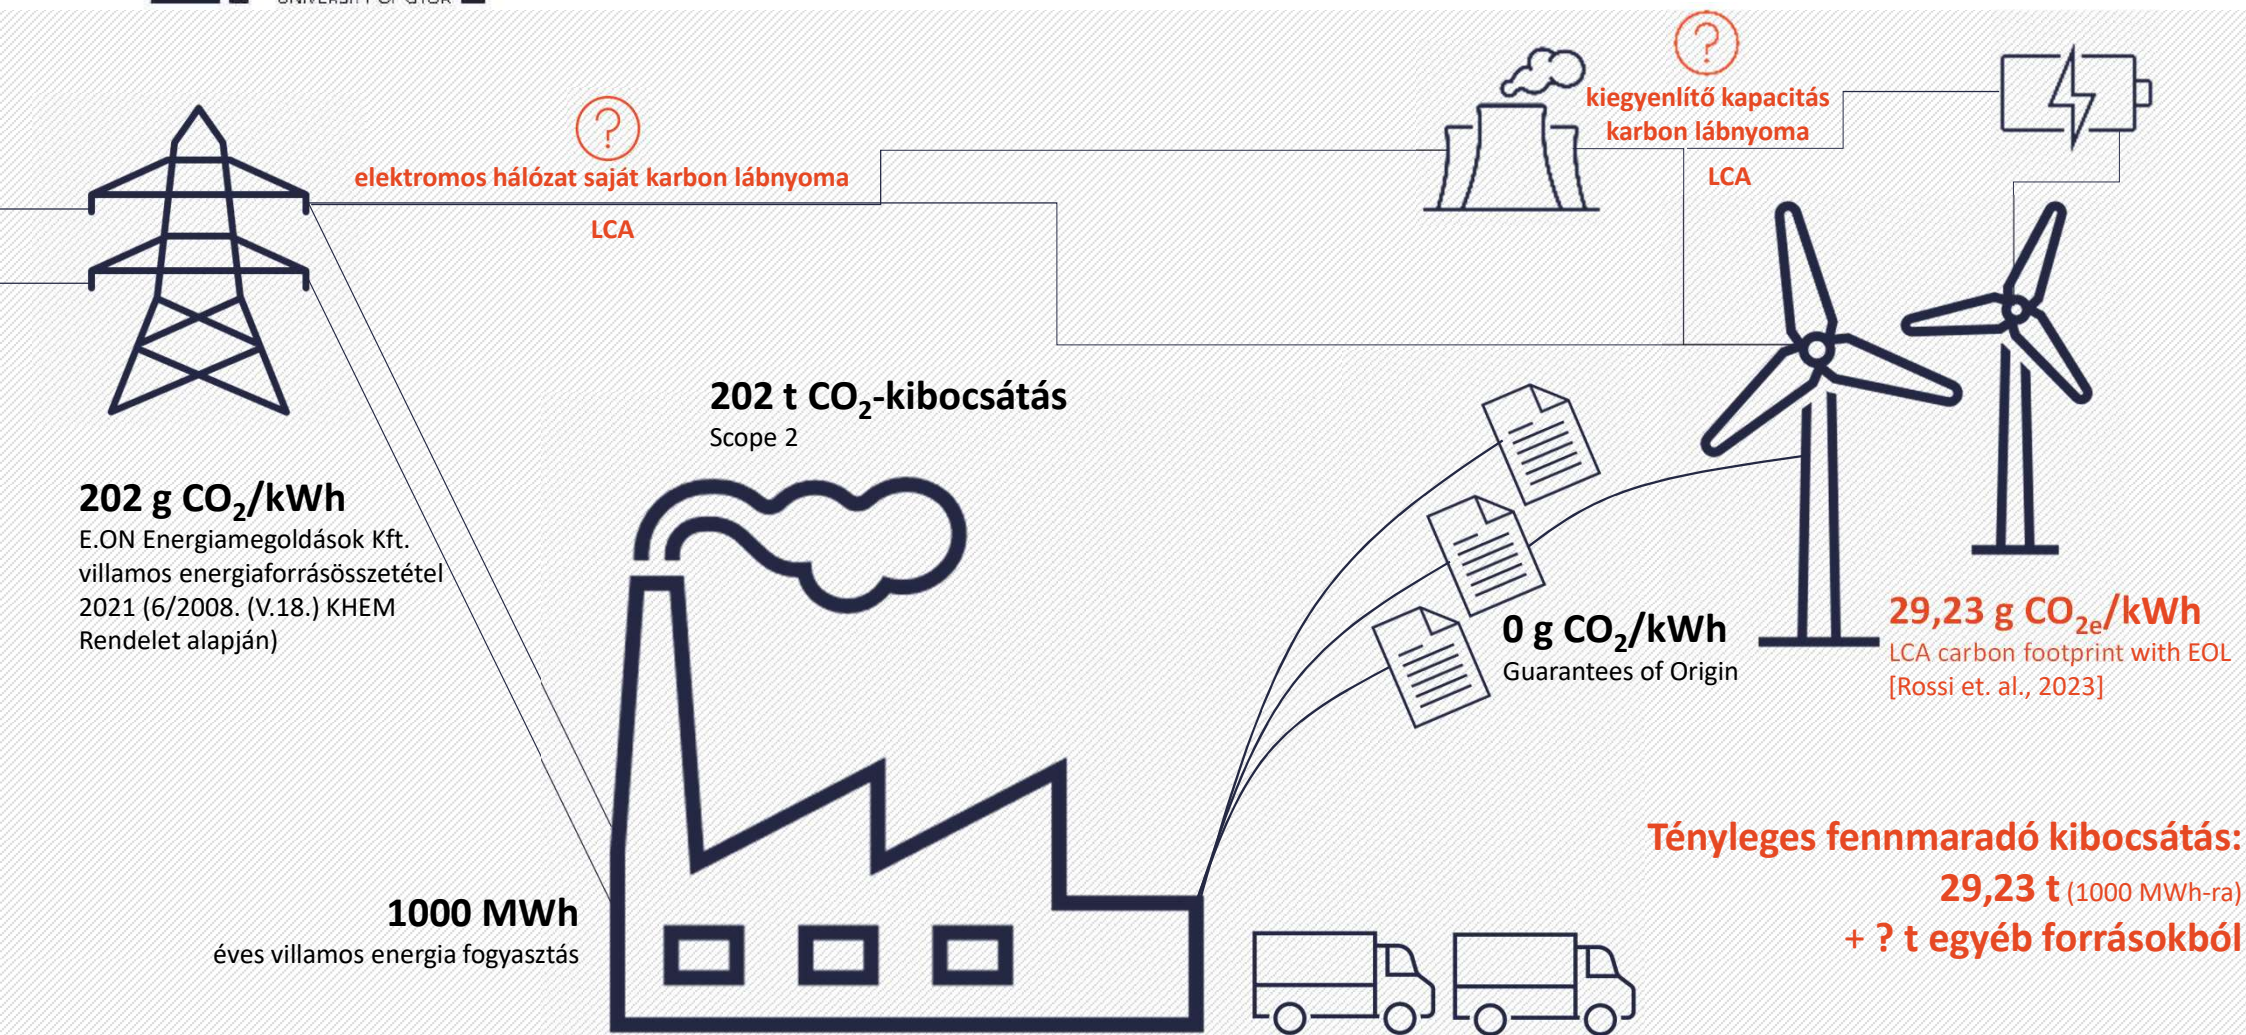 UNIVERSITY OF GYŐR
?
elektromos hálózat saját karbon lábnyoma
LCA
?
kiegyenlítő kapacitás
karbon lábnyoma
LCA
202 t CO₂-kibocsátás
Scope 2
202 g CO₂/kWh
E.ON Energiamegoldások Kft.
villamos energiaforrásösszetétel
2021 (6/2008. (V.18.) KHEM
Rendelet alapján)
0 g CO₂/kWh
Guarantees of Origin
29,23 g CO₂ₑ/kWh
LCA carbon footprint with EOL
[Rossi et. al., 2023]
1000 MWh
éves villamos energia fogyasztás
Tényleges fennmaradó kibocsátás:
29,23 t (1000 MWh-ra)
+ ? t egyéb forrásokból